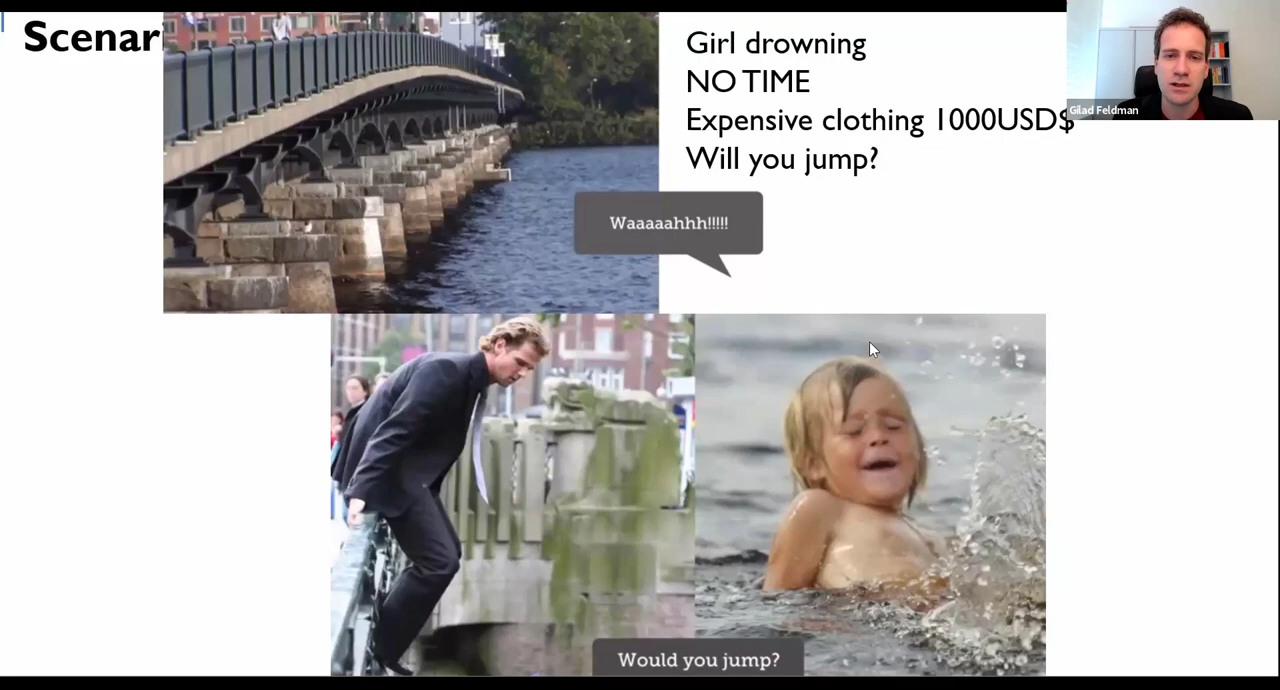 Scenar
Girl drowning
NO TIME
Expensive clothing 1000USD$
Will you jump?
Gilad Feldman
Waaaaahhh!!!!!
Would you jump?